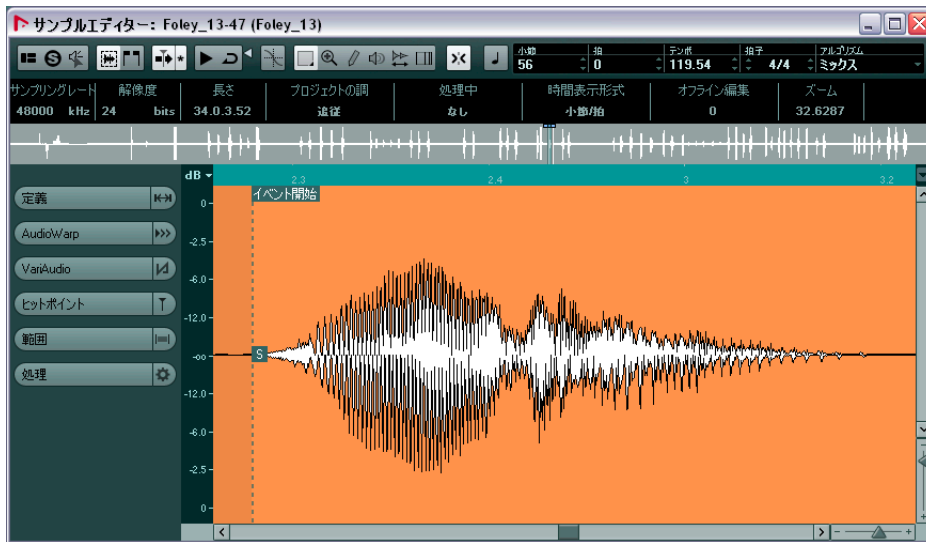 サンプルエディター: Foley_13-47 (Foley_13)
小節 拍 テンポ 拍子 アルゴリズム
56 0 119.54 4/4 ミックス
サンプリングレート 解像度 長さ プロジェクトの調 処理中 時間表示形式 オフライン編集 ズーム
48000 kHz 24 bits 34.0.3.52 追従 なし 小節/拍 0 32.6287
dB 2.3 2.4 3 3.2
イベント開始
定義
AudioWarp
VariAudio
ヒットポイント
範囲
処理
0
-2.5
-6.0
-12.0
-∞
-12.0
-6.0
-2.5
0
S